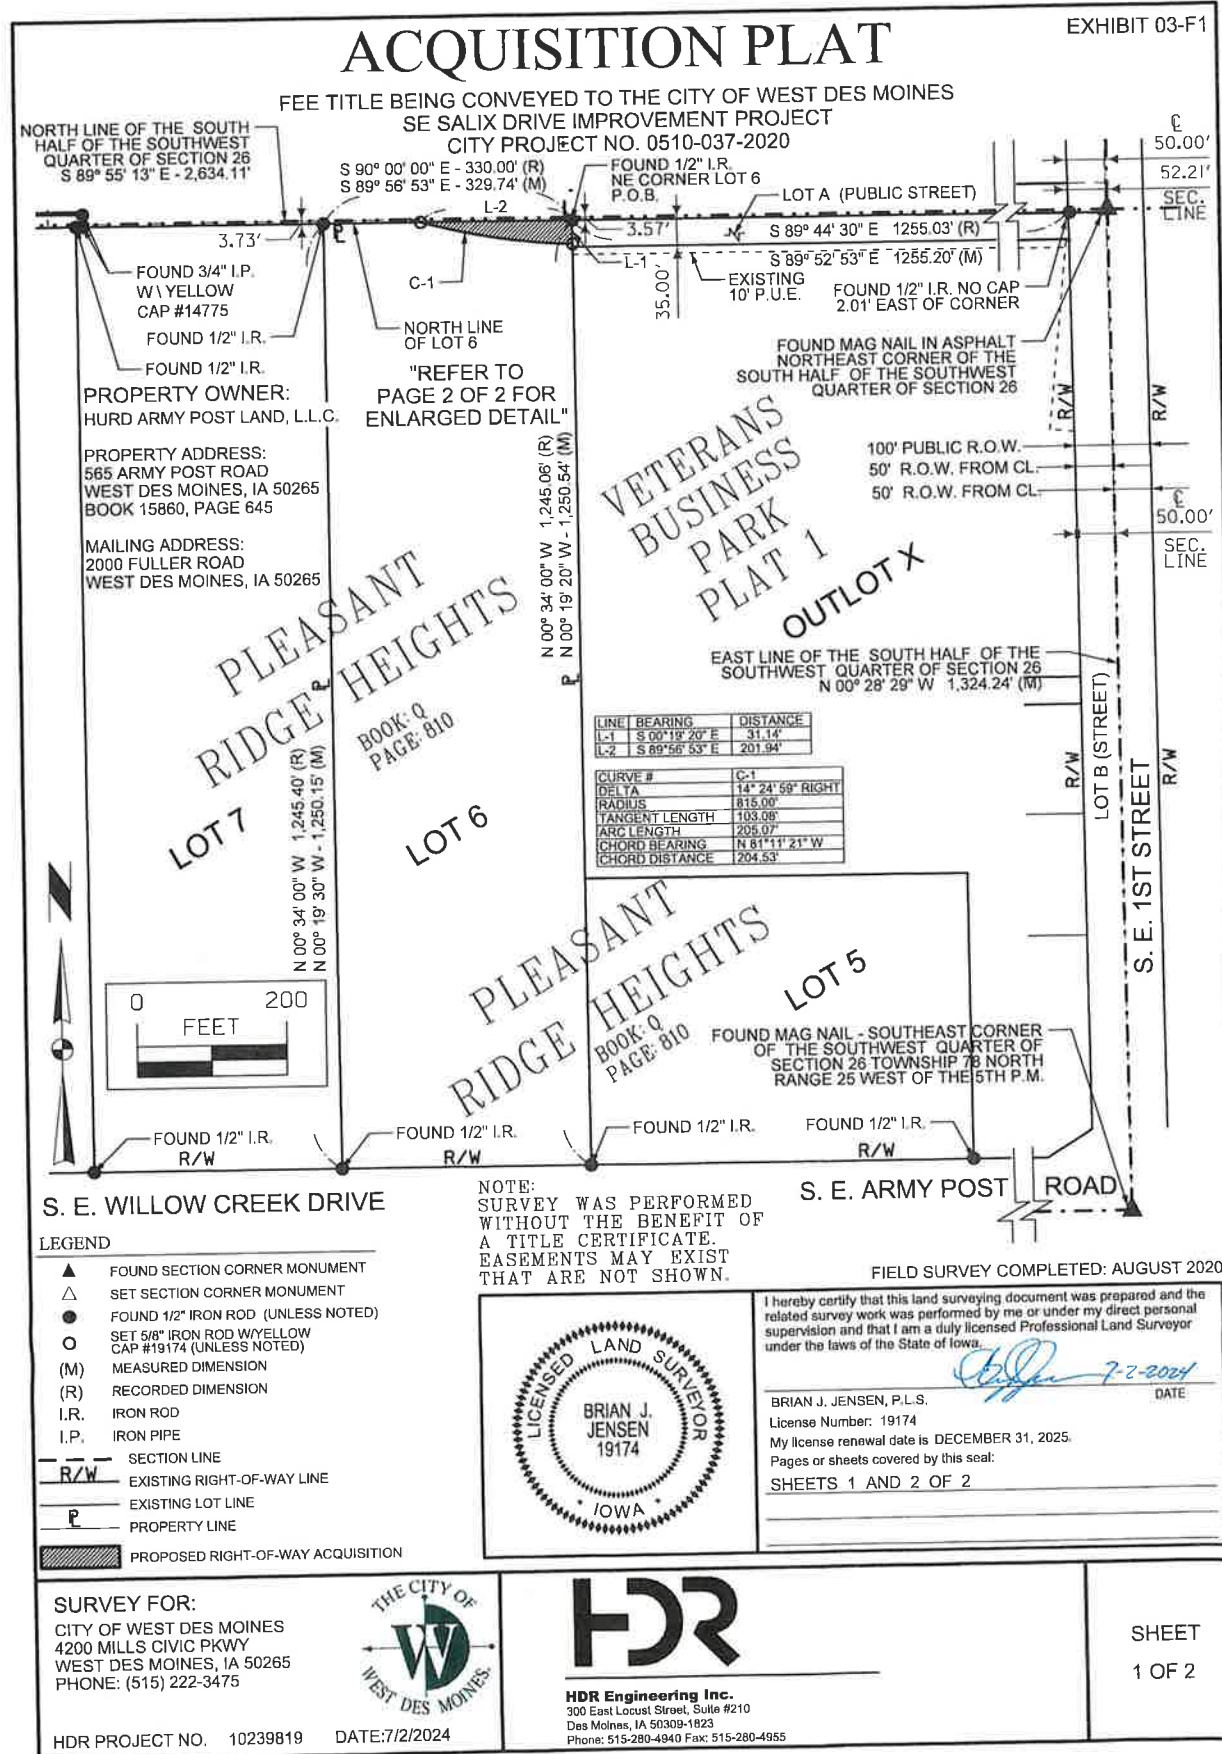 EXHIBIT 03-F1
ACQUISITION PLAT
FEE TITLE BEING CONVEYED TO THE CITY OF WEST DES MOINES
SE SALIX DRIVE IMPROVEMENT PROJECT
CITY PROJECT NO. 0510-037-2020
NORTH LINE OF THE SOUTH
HALF OF THE SOUTHWEST
QUARTER OF SECTION 26
S 89° 55' 13" E - 2,634.11'
S 90° 00' 00" E - 330.00' (R)
S 89° 56' 53" E - 329.74' (M)
L-2
FOUND 1/2" I.R.
NE CORNER LOT 6
P.O.B.
LOT A (PUBLIC STREET)
℄
50.00'
52.21'
SEC.
LINE
3.73'
3.57'
S 89° 44' 30" E 1255.03' (R)
S 89° 52' 53" E 1255.20' (M)
L-1
C-1
35.00'
EXISTING
10' P.U.E.
FOUND 1/2" I.R. NO CAP
2.01' EAST OF CORNER
FOUND 3/4" I.P.
W\YELLOW
CAP #14775
FOUND 1/2" I.R.
FOUND 1/2" I.R.
NORTH LINE
OF LOT 6
"REFER TO
PAGE 2 OF 2 FOR
ENLARGED DETAIL"
FOUND MAG NAIL IN ASPHALT
NORTHEAST CORNER OF THE
SOUTH HALF OF THE SOUTHWEST
QUARTER OF SECTION 26
PROPERTY OWNER:
HURD ARMY POST LAND, L.L.C.
PROPERTY ADDRESS:
565 ARMY POST ROAD
WEST DES MOINES, IA 50265
BOOK 15860, PAGE 645
MAILING ADDRESS:
2000 FULLER ROAD
WEST DES MOINES, IA 50265
R/W
R/W
100' PUBLIC R.O.W.
50' R.O.W. FROM CL.
50' R.O.W. FROM CL.
℄
50.00'
SEC.
LINE
N 00° 34' 00" W 1,245.06' (R)
N 00° 19' 20" W - 1,250.54' (M)
VETERANS
BUSINESS
PARK
PLAT 1
OUTLOT X
PLEASANT
RIDGE HEIGHTS
BOOK: Q
PAGE: 810
EAST LINE OF THE SOUTH HALF OF THE
SOUTHWEST QUARTER OF SECTION 26
N 00° 28' 29" W 1,324.24' (M)
LINE BEARING DISTANCE
L-1 S 00°19' 20" E 31.14'
L-2 S 89°56' 53" E 201.94'
CURVE # C-1
DELTA 14° 24' 59" RIGHT
RADIUS 815.00'
TANGENT LENGTH 103.08'
ARC LENGTH 205.07'
CHORD BEARING N 81°11' 21" W
CHORD DISTANCE 204.53'
N 00° 34' 00" W 1,245.40' (R)
N 00° 19' 30" W - 1,250.15' (M)
LOT 7
LOT 6
R/W
LOT B (STREET)
R/W
S. E. 1ST STREET
N
PLEASANT
RIDGE HEIGHTS
BOOK: Q
PAGE: 810
LOT 5
0 200
FEET
FOUND MAG NAIL - SOUTHEAST CORNER
OF THE SOUTHWEST QUARTER OF
SECTION 26 TOWNSHIP 78 NORTH
RANGE 25 WEST OF THE 5TH P.M.
FOUND 1/2" I.R.
R/W
FOUND 1/2" I.R.
R/W
FOUND 1/2" I.R.
FOUND 1/2" I.R.
R/W
S. E. WILLOW CREEK DRIVE
S. E. ARMY POST ROAD
NOTE:
SURVEY WAS PERFORMED
WITHOUT THE BENEFIT OF
A TITLE CERTIFICATE.
EASEMENTS MAY EXIST
THAT ARE NOT SHOWN.
LEGEND
FOUND SECTION CORNER MONUMENT
SET SECTION CORNER MONUMENT
FOUND 1/2" IRON ROD (UNLESS NOTED)
SET 5/8" IRON ROD W/YELLOW
CAP #19174 (UNLESS NOTED)
(M) MEASURED DIMENSION
(R) RECORDED DIMENSION
I.R. IRON ROD
I.P. IRON PIPE
SECTION LINE
R/W EXISTING RIGHT-OF-WAY LINE
EXISTING LOT LINE
PROPERTY LINE
PROPOSED RIGHT-OF-WAY ACQUISITION
FIELD SURVEY COMPLETED: AUGUST 2020
LICENSED LAND SURVEYOR
BRIAN J.
JENSEN
19174
IOWA
I hereby certify that this land surveying document was prepared and the
related survey work was performed by me or under my direct personal
supervision and that I am a duly licensed Professional Land Surveyor
under the laws of the State of Iowa.
7-2-2024
BRIAN J. JENSEN, P.L.S. DATE
License Number: 19174
My license renewal date is DECEMBER 31, 2025.
Pages or sheets covered by this seal:
SHEETS 1 AND 2 OF 2
SURVEY FOR:
CITY OF WEST DES MOINES
4200 MILLS CIVIC PKWY
WEST DES MOINES, IA 50265
PHONE: (515) 222-3475
HDR PROJECT NO. 10239819 DATE:7/2/2024
THE CITY OF
W
WEST DES MOINES.
HDR
HDR Engineering Inc.
300 East Locust Street, Suite #210
Des Moines, IA 50309-1823
Phone: 515-280-4940 Fax: 515-280-4955
SHEET
1 OF 2